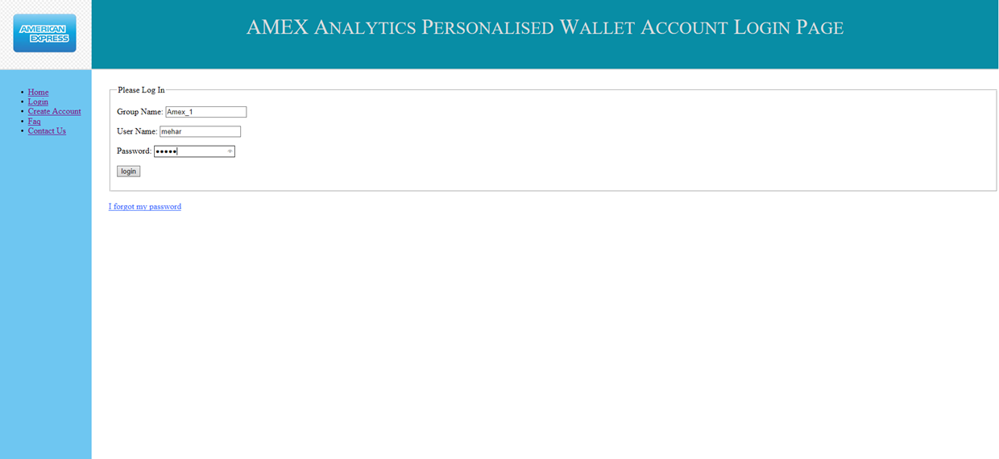 AMERICAN
EXPRESS
AMEX ANALYTICS PERSONALISED WALLET ACCOUNT LOGIN PAGE
Home
Login
Create Account
Faq
Contact Us
Please Log In
Group Name: Amex_1
User Name: mehar
Password: •••••
login
I forgot my password